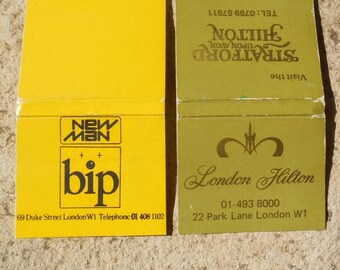 NEW
MAN
bip
69 Duke Street London W1 Telephone 01 408 1102
TEL: 0789 67511
HILTON
UPON AVON
STRATFORD
Visit the
London Hilton
01-493 8000
22 Park Lane London W1